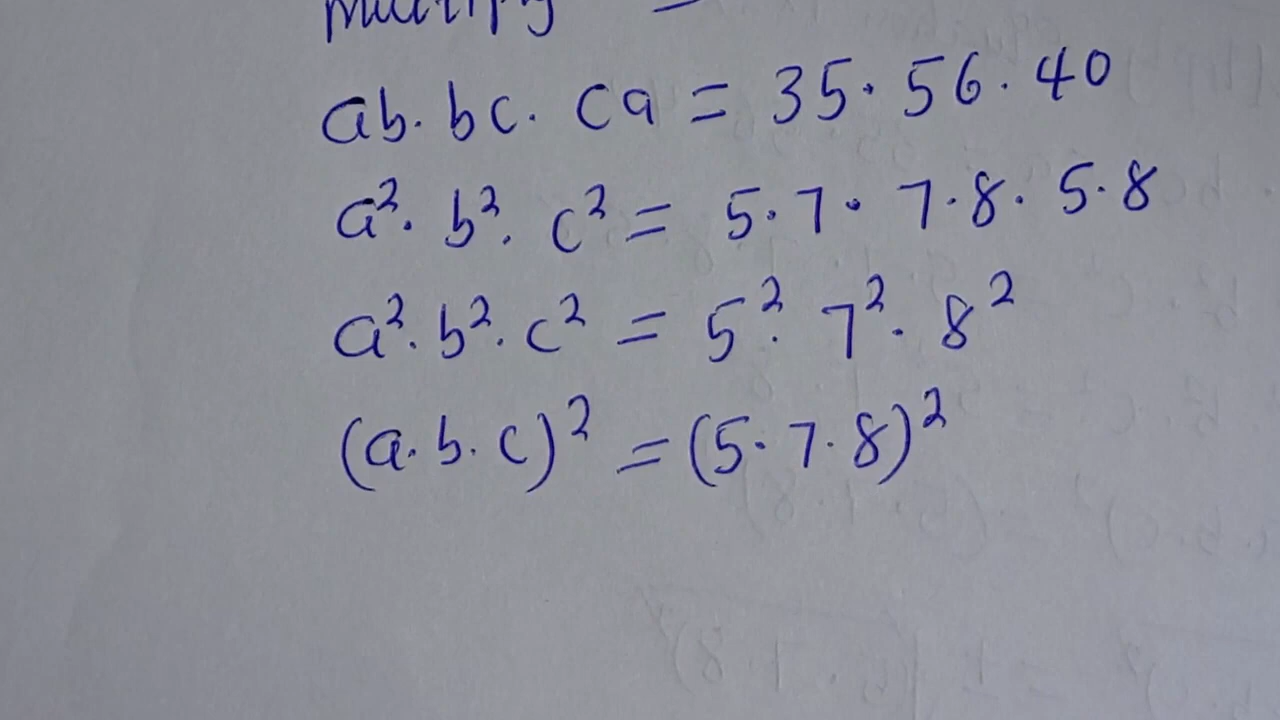 multiply
ab. bc. ca = 35. 56. 40
a². b². c² = 5.7. 7.8. 5.8
a². b². c² = 5². 7². 8²
(a.b.c)² = (5.7.8)²